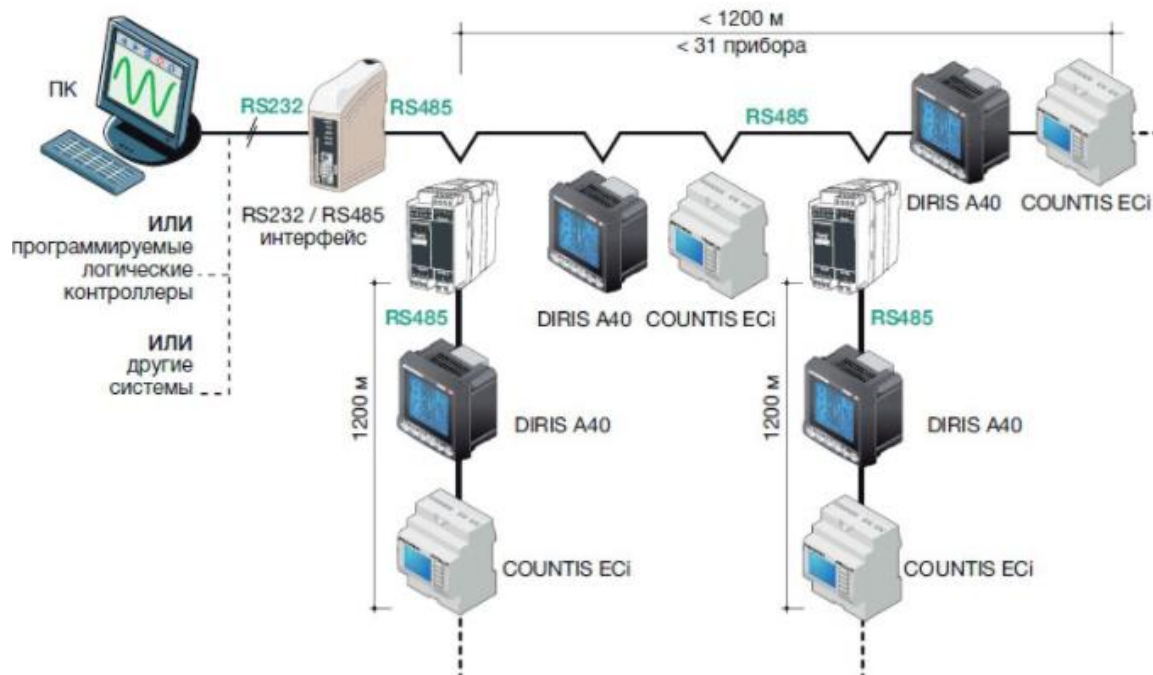 < 1200 м
< 31 прибора
ПК
RS232
RS485
RS485
RS232 / RS485
интерфейс
DIRIS A40
COUNTIS ECi
ИЛИ
программируемые
логические
контроллеры
ИЛИ
другие
системы
RS485
DIRIS A40
COUNTIS ECi
RS485
1200 м
DIRIS A40
1200 м
DIRIS A40
COUNTIS ECi
COUNTIS ECi